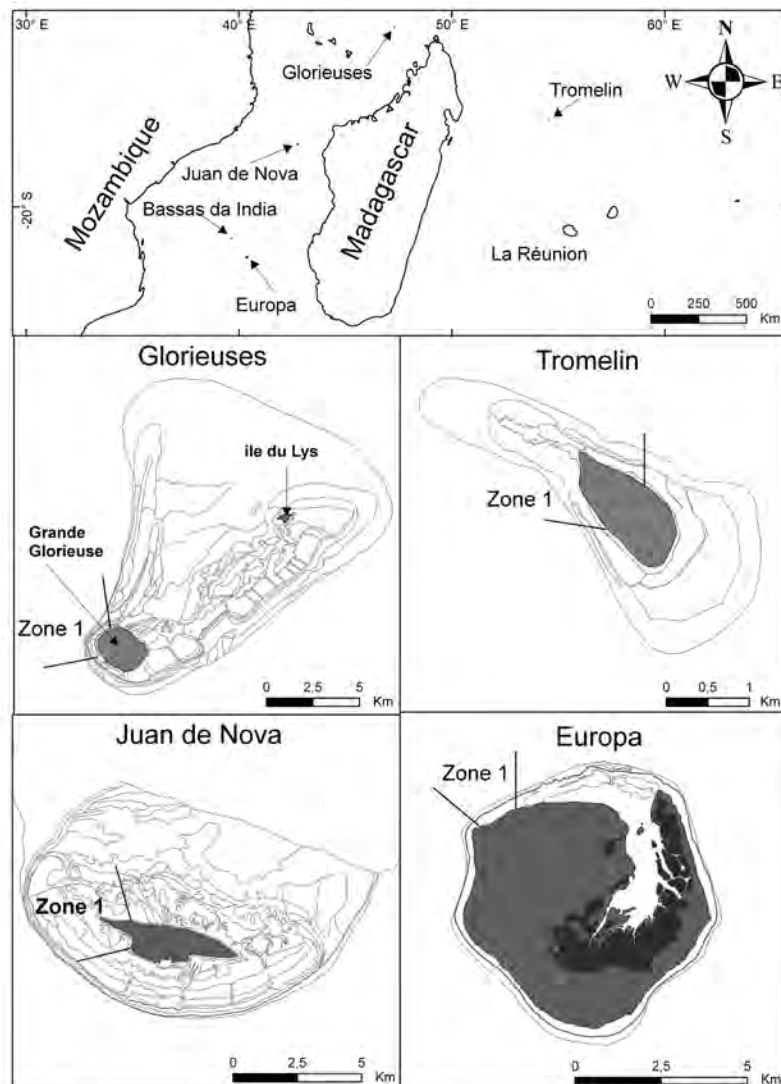 30° E 40° E 50° E 60° E
Glorieuses
Tromelin
N
W E
S
Mozambique
Juan de Nova
Madagascar
-20° S
Bassas da India
La Réunion
Europa
0 250 500
Km
Glorieuses
ile du Lys
Grande
Glorieuse
Zone 1
0 2,5 5
Km
Tromelin
Zone 1
0 0,5 1
Km
Juan de Nova
Zone 1
0 2,5 5
Km
Europa
Zone 1
0 2,5 5
Km